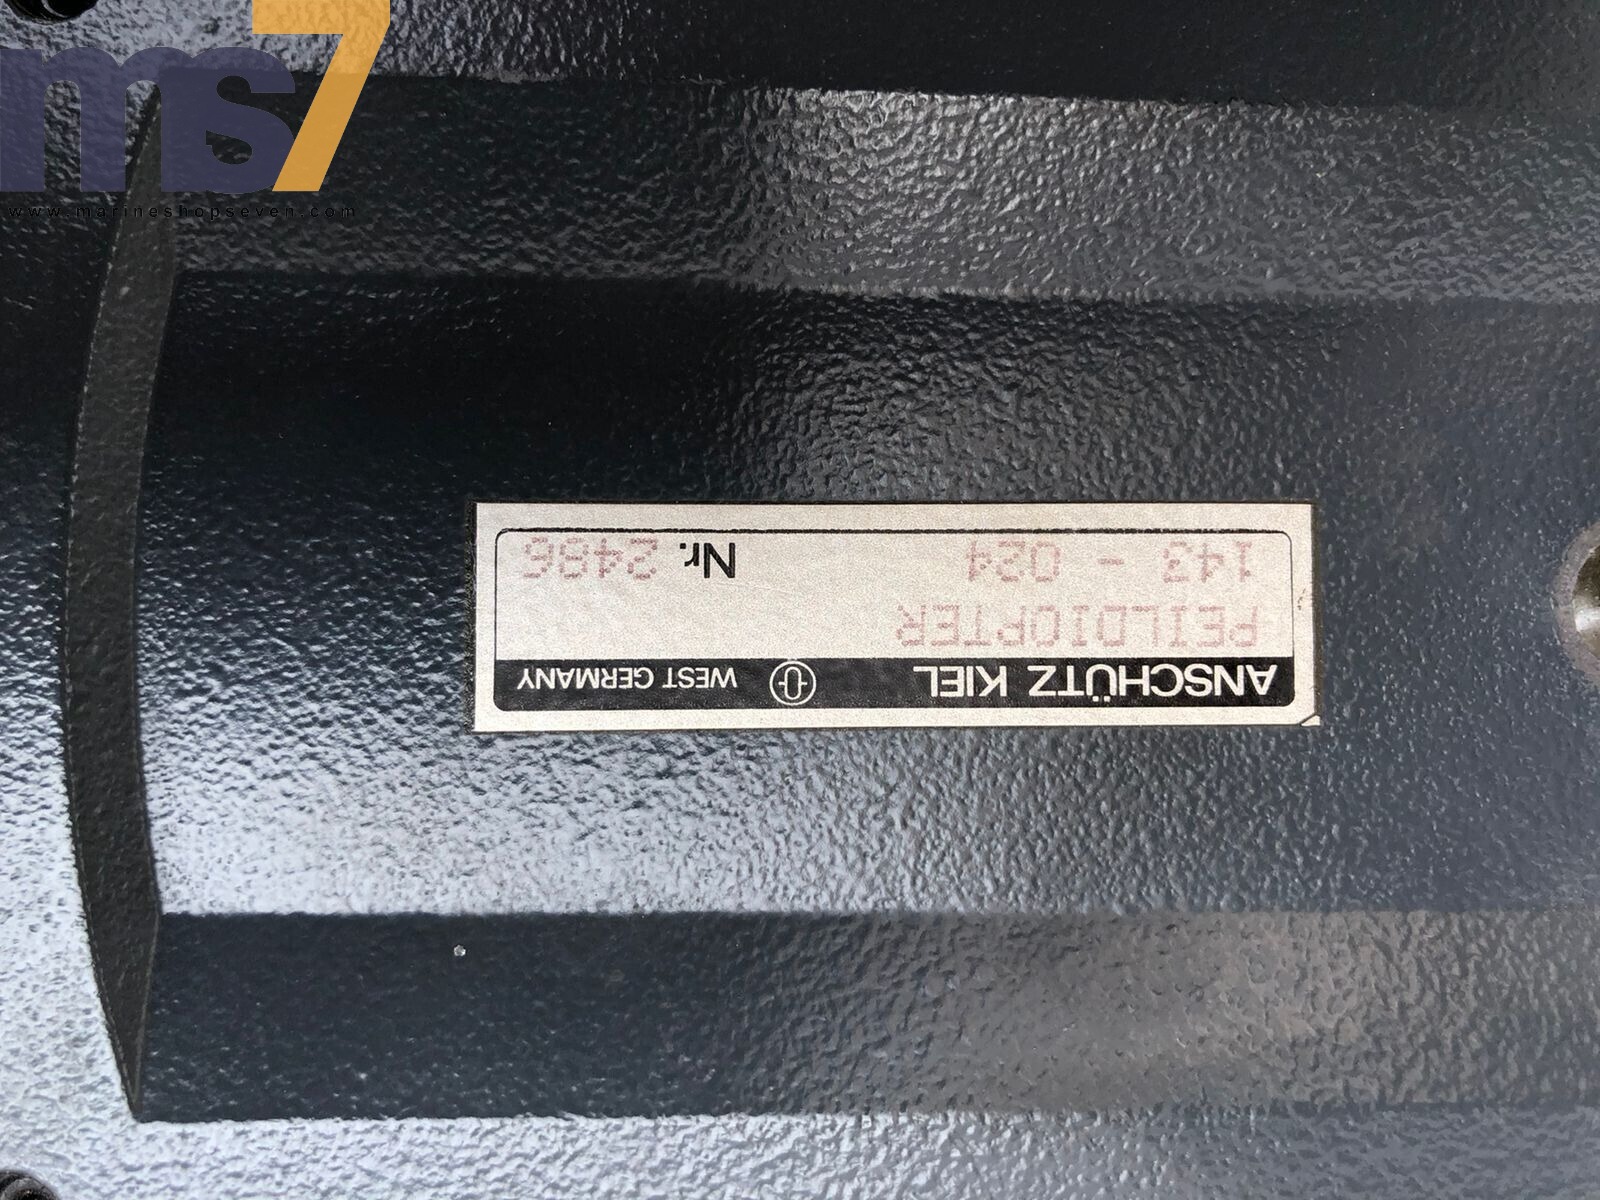 ms7
www.marineshopseven.com
ANSCHÜTZ KIEL WEST GERMANY
PEILDIOPTER
143 - 024 Nr. 2486